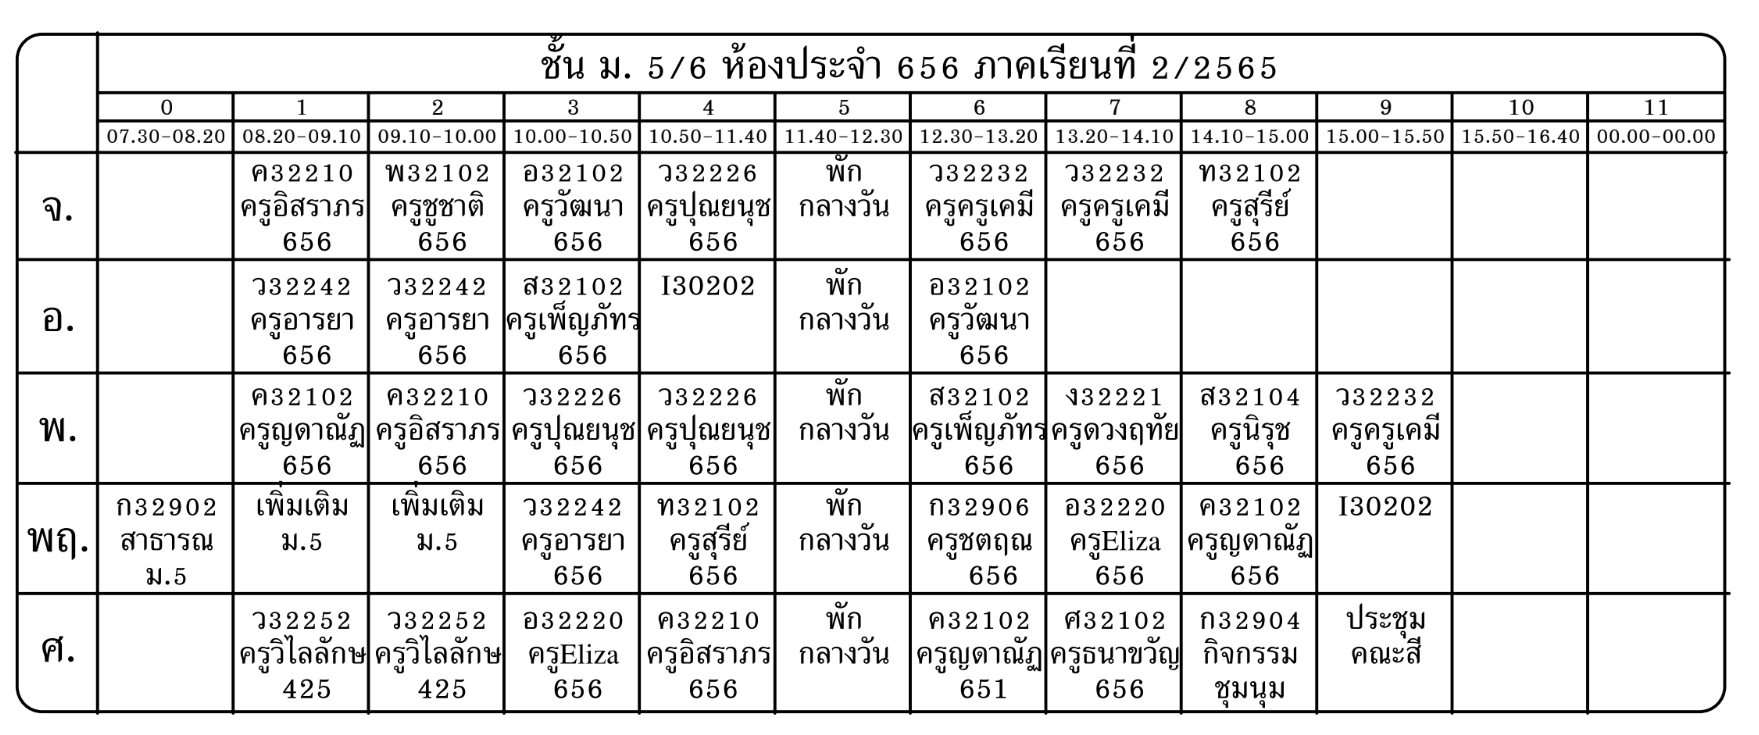 ชั้น ม. 5/6 ห้องประจำ 656 ภาคเรียนที่ 2/2565
0 1 2 3 4 5 6 7 8 9 10 11
07.30-08.20 08.20-09.10 09.10-10.00 10.00-10.50 10.50-11.40 11.40-12.30 12.30-13.20 13.20-14.10 14.10-15.00 15.00-15.50 15.50-16.40 00.00-00.00
ค32210 พ32102 อ32102 ว32226 พัก ว32232 ว32232 ท32102
จ. ครูอิสราภร ครูชูชาติ ครูวัฒนา ครูปุณยนุช กลางวัน ครูครูเคมี ครูครูเคมี ครูสุรีย์
656 656 656 656 656 656 656
ว32242 ว32242 ส32102 I30202 พัก อ32102
อ. ครูอารยา ครูอารยา ครูเพ็ญภัทร กลางวัน ครูวัฒนา
656 656 656 656
ค32102 ค32210 ว32226 ว32226 พัก ส32102 ง32221 ส32104 ว32232
พ. ครูญดาณัฏ ครูอิสราภร ครูปุณยนุช ครูปุณยนุช กลางวัน ครูเพ็ญภัทร ครูดวงฤทัย ครูนิรุช ครูครูเคมี
656 656 656 656 656 656 656 656
ก32902 เพิ่มเติม เพิ่มเติม ว32242 ท32102 พัก ก32906 อ32220 ค32102 I30202
พฤ. สาธารณ ม.5 ม.5 ครูอารยา ครูสุรีย์ กลางวัน ครูชตฤณ ครูEliza ครูญดาณัฏ
ม.5 656 656 656 656 656
ว32252 ว32252 อ32220 ค32210 พัก ค32102 ศ32102 ก32904 ประชุม
ศ. ครูวิไลลักษ ครูวิไลลักษ ครูEliza ครูอิสราภร กลางวัน ครูญดาณัฏ ครูธนาขวัญ กิจกรรม คณะสี
425 425 656 656 651 656 ชุมนุม